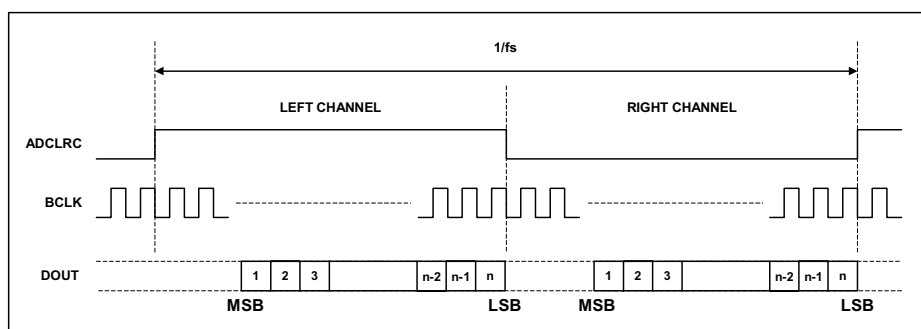 1/fs
LEFT CHANNEL RIGHT CHANNEL
ADCLRC
BCLK
DOUT 1 2 3 n-2 n-1 n 1 2 3 n-2 n-1 n
MSB LSB MSB LSB